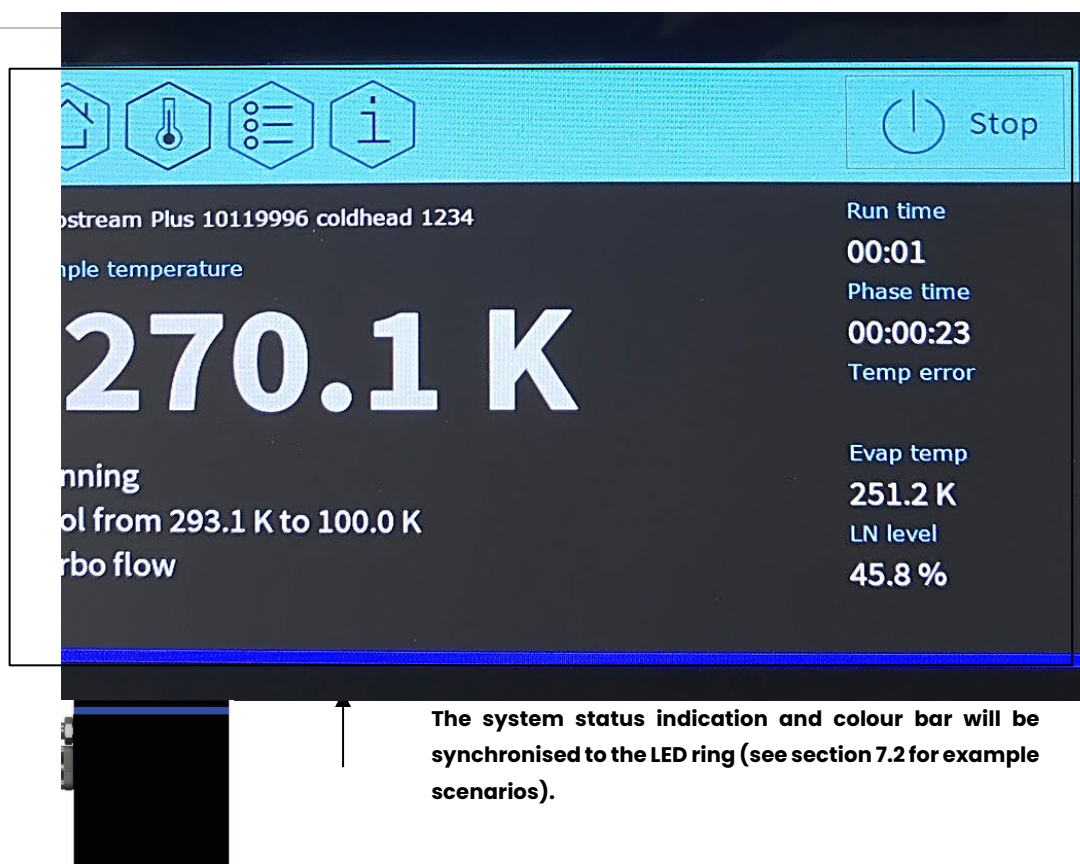 Stop
ostream Plus 10119996 coldhead 1234
mple temperature
270.1 K
nning
ol from 293.1 K to 100.0 K
rbo flow
Run time
00:01
Phase time
00:00:23
Temp error
Evap temp
251.2 K
LN level
45.8 %
The system status indication and colour bar will be
synchronised to the LED ring (see section 7.2 for example
scenarios).